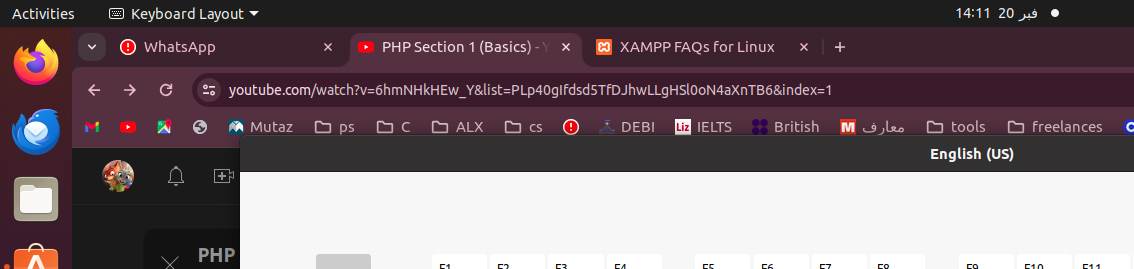 Activities Keyboard Layout 14:11 20 فبر
WhatsApp PHP Section 1 (Basics) - XAMPP FAQs for Linux
youtube.com/watch?v=6hmNHkHEw_Y&list=PLp40gIfdsd5TfDJhwLLgHSl0oN4aXnTB6&index=1
Mutaz ps C ALX cs DEBI Liz IELTS British M معارف tools freelances
English (US)
PHP
F1 F2 F3 F4 F5 F6 F7 F8 F9 F10 F11